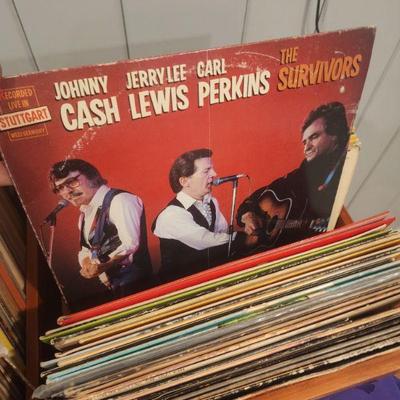 RECORDED
LIVE IN
STUTTGART
WEST GERMANY
JOHNNY
CASH
JERRY LEE
LEWIS
CARL
PERKINS
THE
SURVIVORS